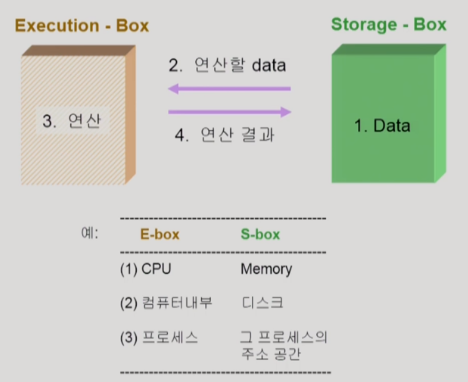 Execution - Box
Storage - Box
2. 연산할 data
3. 연산
1. Data
4. 연산 결과
예:
E-box S-box
(1) CPU Memory
(2) 컴퓨터내부 디스크
(3) 프로세스 그 프로세스의
주소 공간